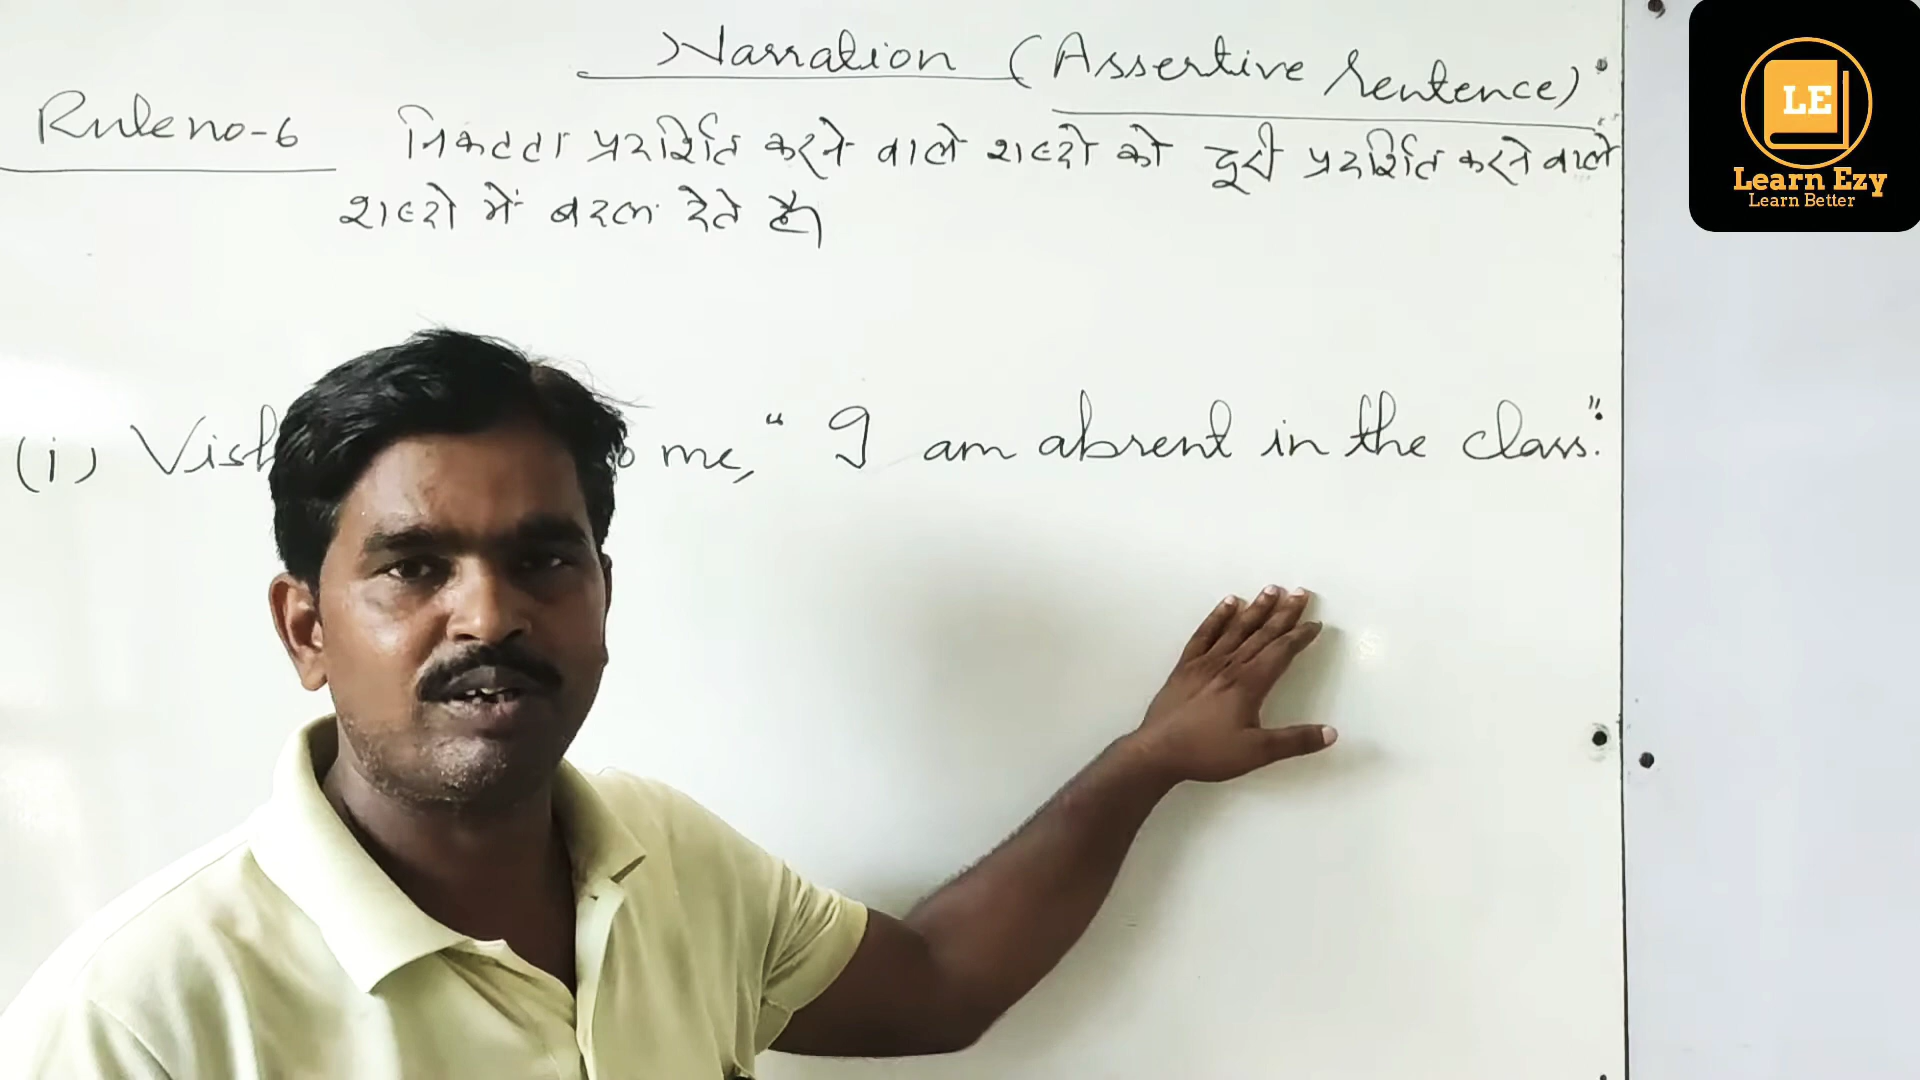 Narration (Assertive Sentence)
Rule no-6 निकटता प्रदर्शित करने वाले शब्दो को दूरी प्रदर्शित करने वाले
शब्दो में बदल देते है।
(i) me, " I am absent in the class."
LE
Learn Ezy
Learn Better